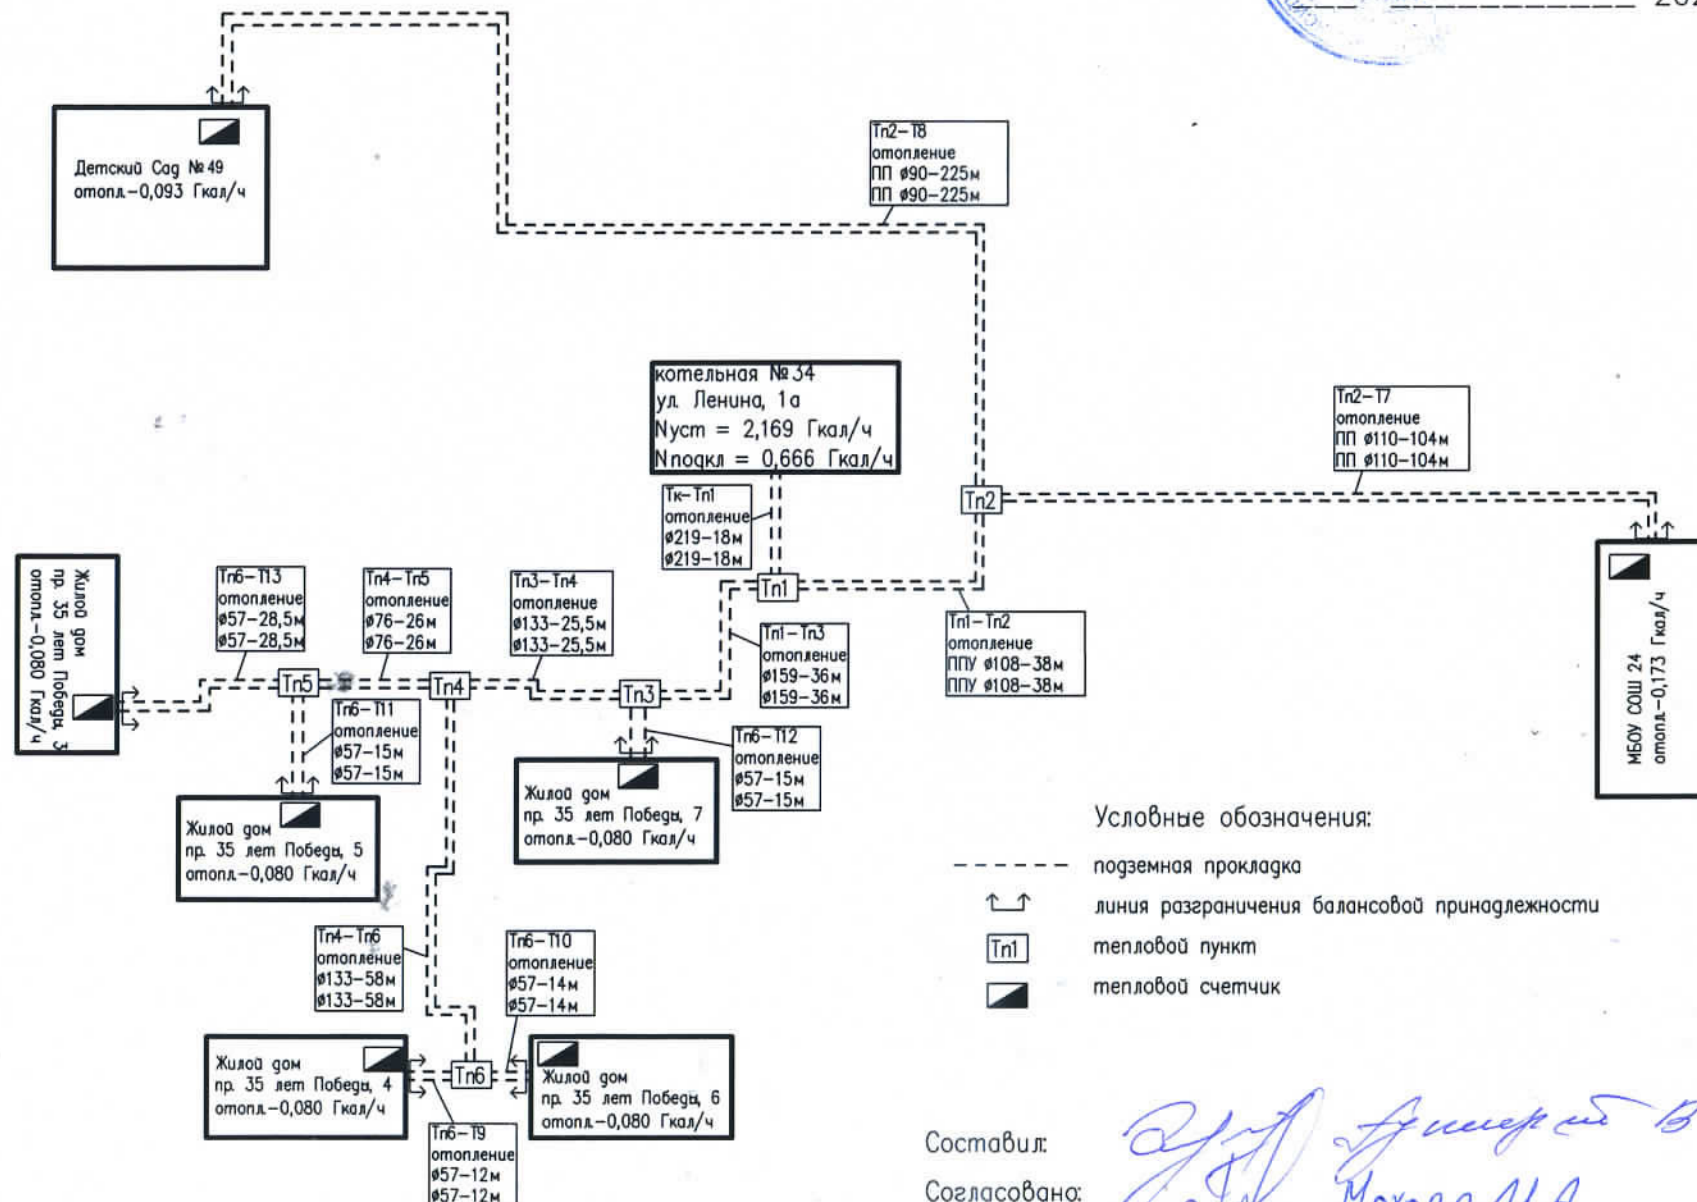 202
Детский Сад №49
отопл.-0,093 Гкал/ч
Тп2-Т8
отопление
ПП ø90-225м
ПП ø90-225м
котельная №34
ул. Ленина, 1а
Nуст = 2,169 Гкал/ч
Nподкл = 0,666 Гкал/ч
Тп2-Т7
отопление
ПП ø110-104м
ПП ø110-104м
Тк-Тп1
отопление
ø219-18м
ø219-18м
Тп2
Тп1
Жилой дом
пр. 35 лет Победы, 3
отопл.-0,080 Гкал/ч
Тп6-Т13
отопление
ø57-28,5м
ø57-28,5м
Тп4-Тп5
отопление
ø76-26м
ø76-26м
Тп3-Тп4
отопление
ø133-25,5м
ø133-25,5м
Тп1-Тп3
отопление
ø159-36м
ø159-36м
Тп1-Тп2
отопление
ППУ ø108-38м
ППУ ø108-38м
МБОУ СОШ 24
отопл.-0,173 Гкал/ч
Тп5
Тп4
Тп3
Тп6-Т11
отопление
ø57-15м
ø57-15м
Тп6-Т12
отопление
ø57-15м
ø57-15м
Жилой дом
пр. 35 лет Победы, 5
отопл.-0,080 Гкал/ч
Жилой дом
пр. 35 лет Победы, 7
отопл.-0,080 Гкал/ч
Условные обозначения:
подземная прокладка
линия разграничения балансовой принадлежности
Тп1 тепловой пункт
тепловой счетчик
Тп4-Тп6
отопление
ø133-58м
ø133-58м
Тп6-Т10
отопление
ø57-14м
ø57-14м
Жилой дом
пр. 35 лет Победы, 4
отопл.-0,080 Гкал/ч
Тп6
Жилой дом
пр. 35 лет Победы, 6
отопл.-0,080 Гкал/ч
Тп6-Т9
отопление
ø57-12м
ø57-12м
Составил:
Согласовано: